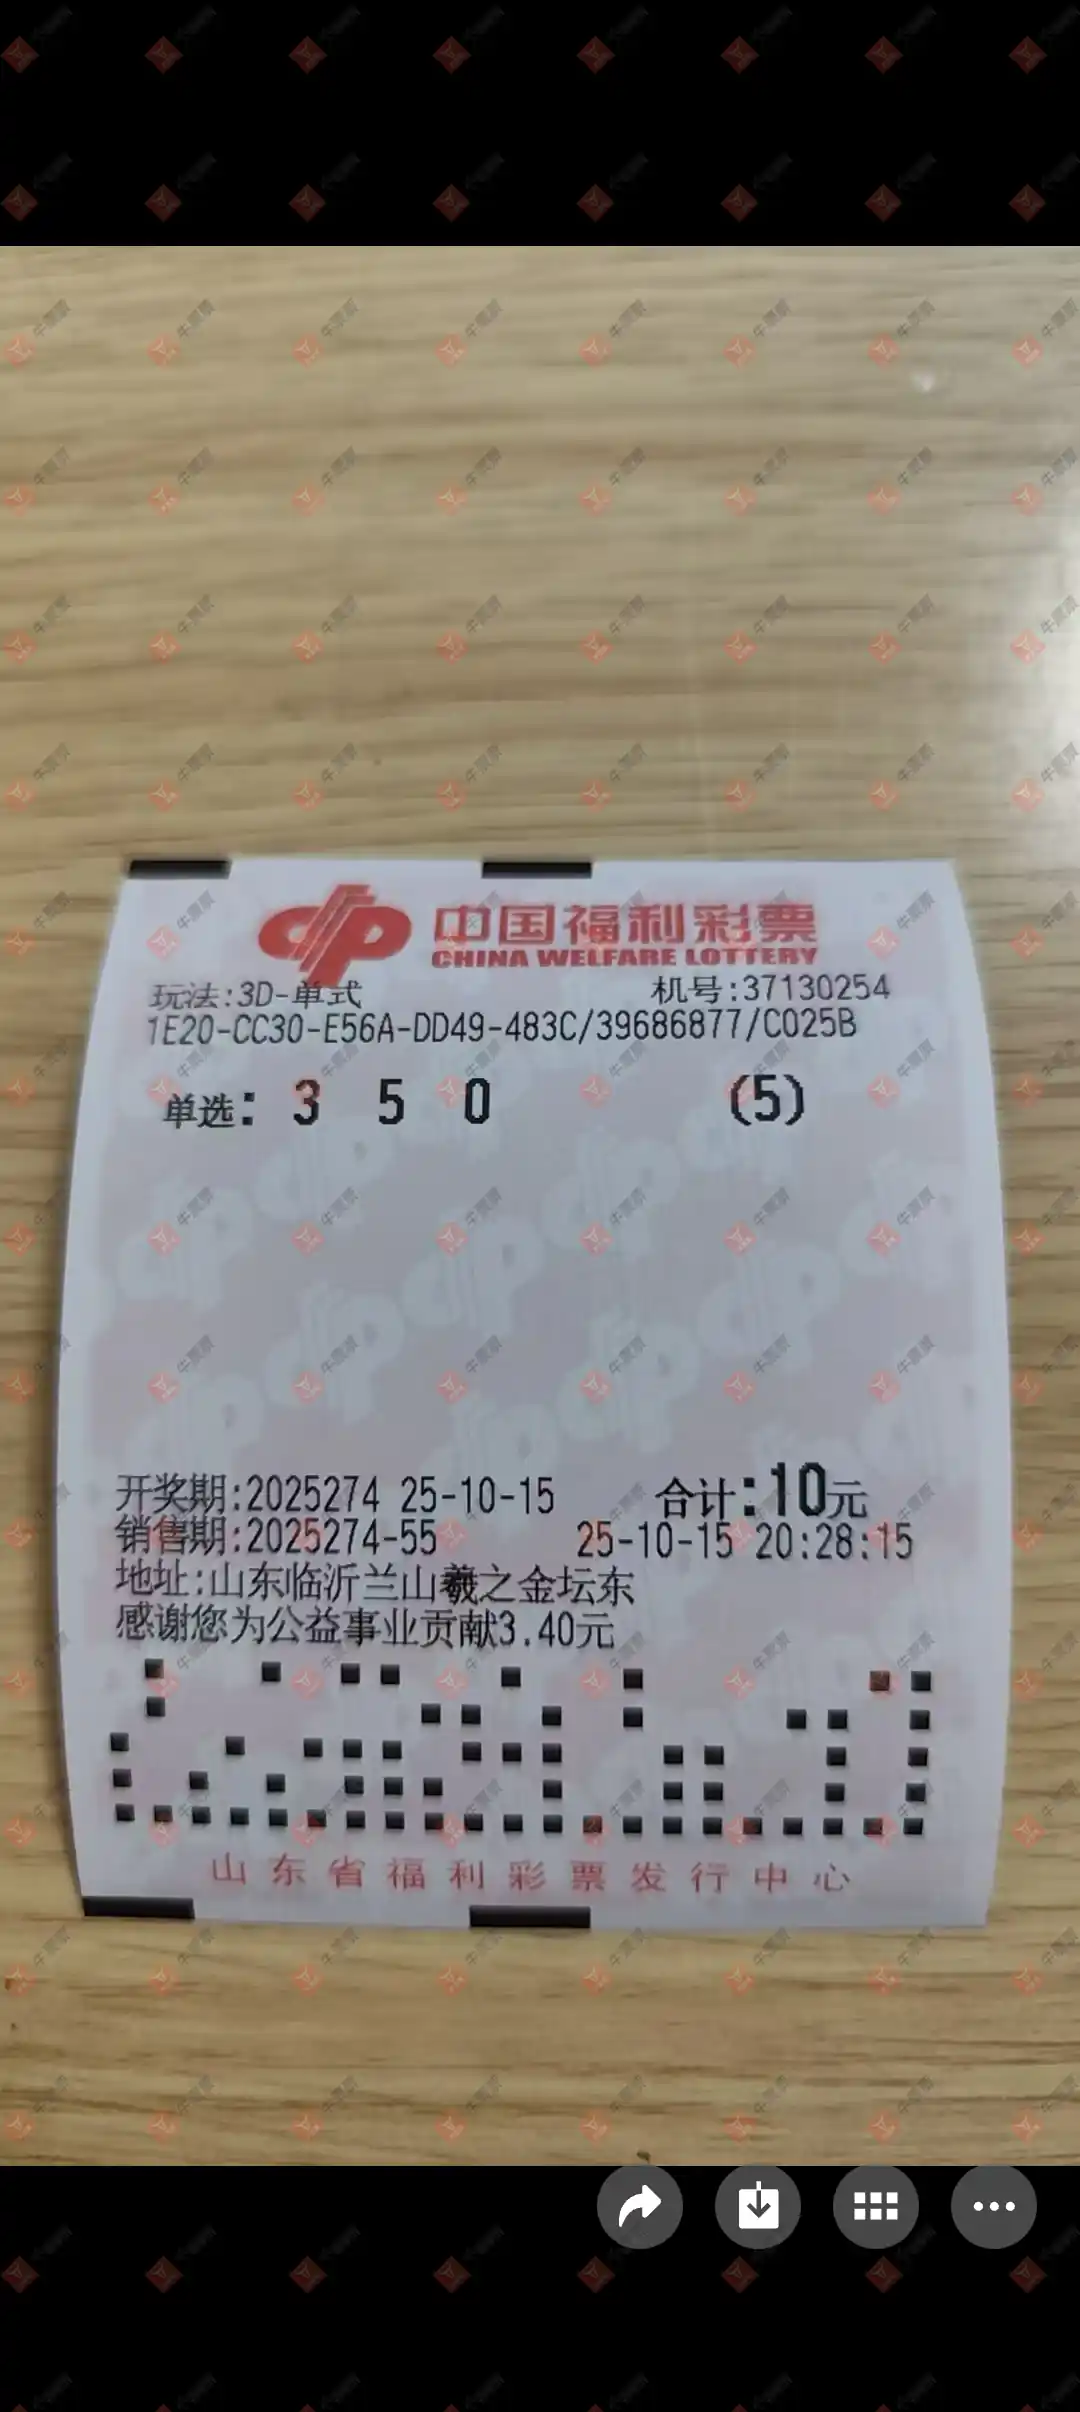 中国福利彩票
CHINA WELFARE LOTTERY
玩法:3D-单式 机号:37130254
1E20-CC30-E56A-DD49-483C/39686877/C025B
单选: 3 5 0 (5)
开奖期:2025274 25-10-15 合计:10元
销售期:2025274-55 25-10-15 20:28:15
地址:山东临沂兰山羲之金坛东
感谢您为公益事业贡献3.40元
山东省福利彩票发行中心